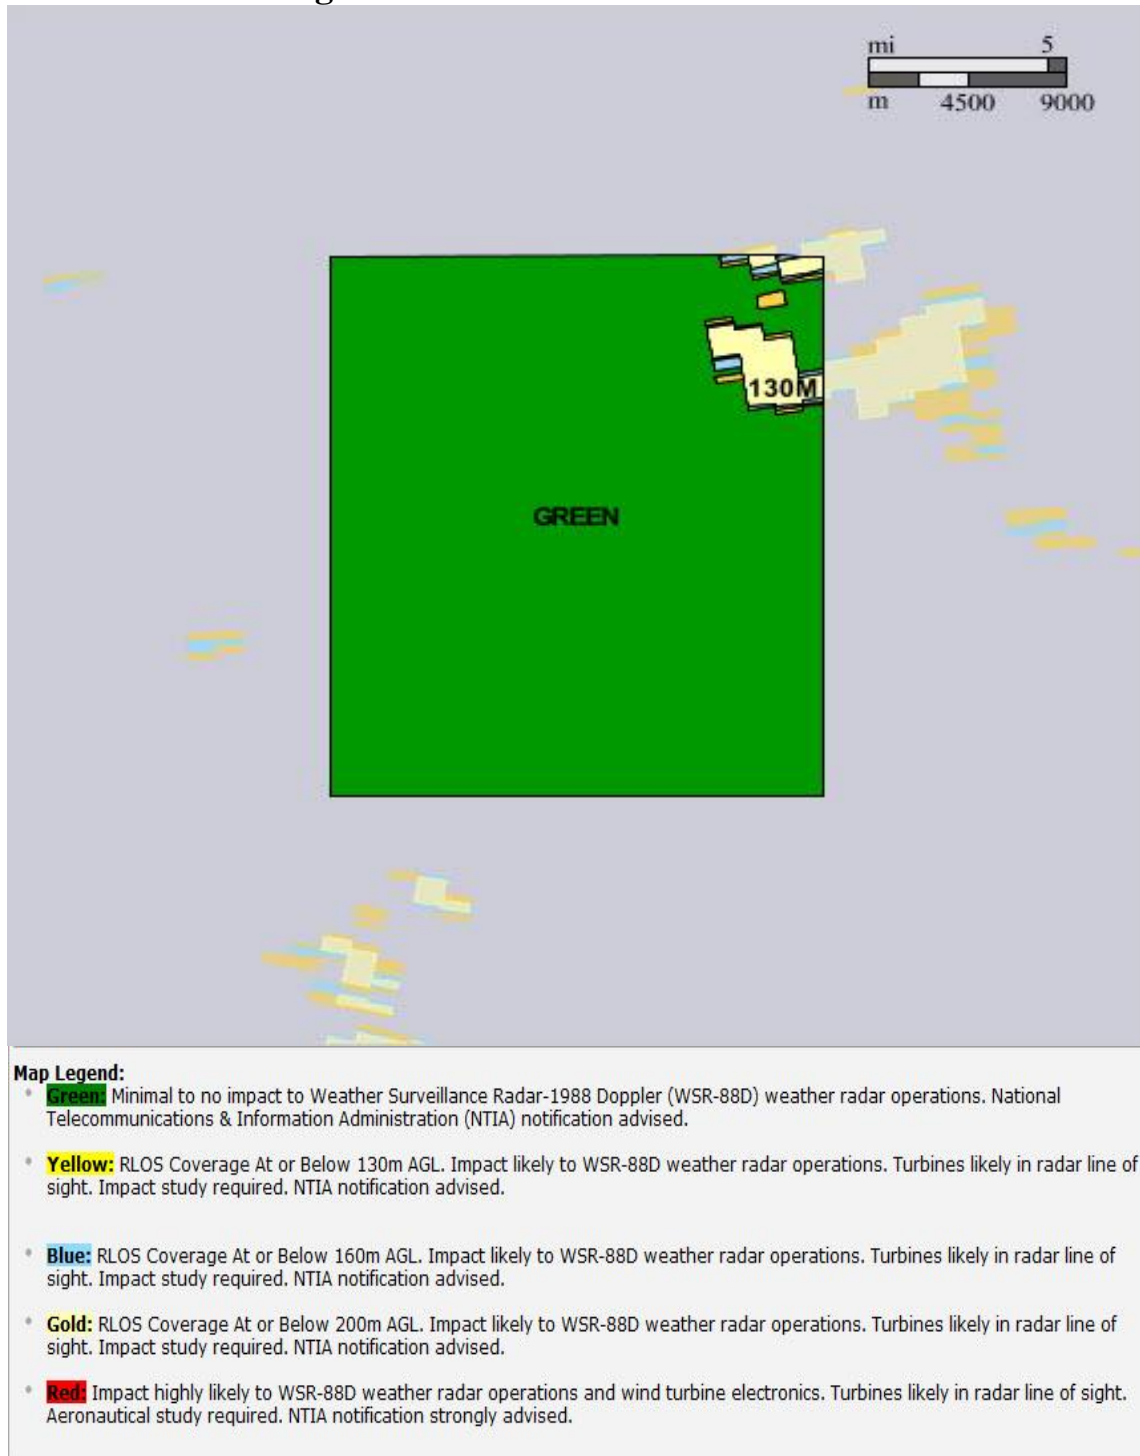 mi 5
m 4500 9000
130M
GREEN
Map Legend:
Green: Minimal to no impact to Weather Surveillance Radar-1988 Doppler (WSR-88D) weather radar operations. National
Telecommunications & Information Administration (NTIA) notification advised.
Yellow: RLOS Coverage At or Below 130m AGL. Impact likely to WSR-88D weather radar operations. Turbines likely in radar line of
sight. Impact study required. NTIA notification advised.
Blue: RLOS Coverage At or Below 160m AGL. Impact likely to WSR-88D weather radar operations. Turbines likely in radar line of
sight. Impact study required. NTIA notification advised.
Gold: RLOS Coverage At or Below 200m AGL. Impact likely to WSR-88D weather radar operations. Turbines likely in radar line of
sight. Impact study required. NTIA notification advised.
Red: Impact highly likely to WSR-88D weather radar operations and wind turbine electronics. Turbines likely in radar line of sight.
Aeronautical study required. NTIA notification strongly advised.